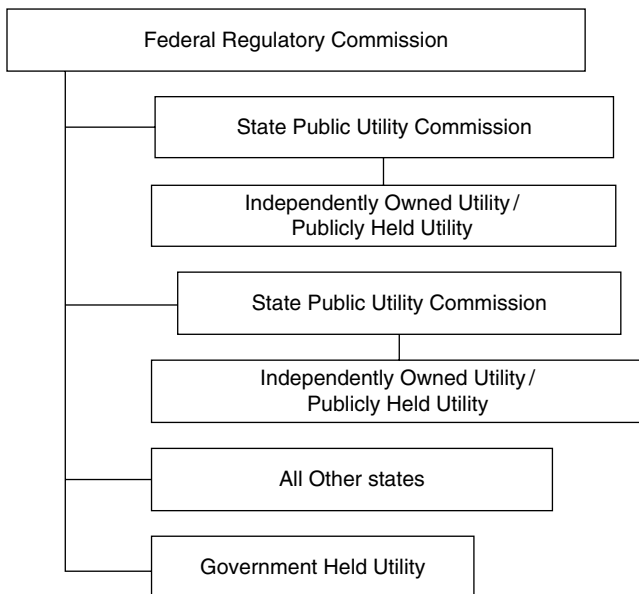 Federal Regulatory Commission
State Public Utility Commission
Independently Owned Utility /
Publicly Held Utility
State Public Utility Commission
Independently Owned Utility /
Publicly Held Utility
All Other states
Government Held Utility